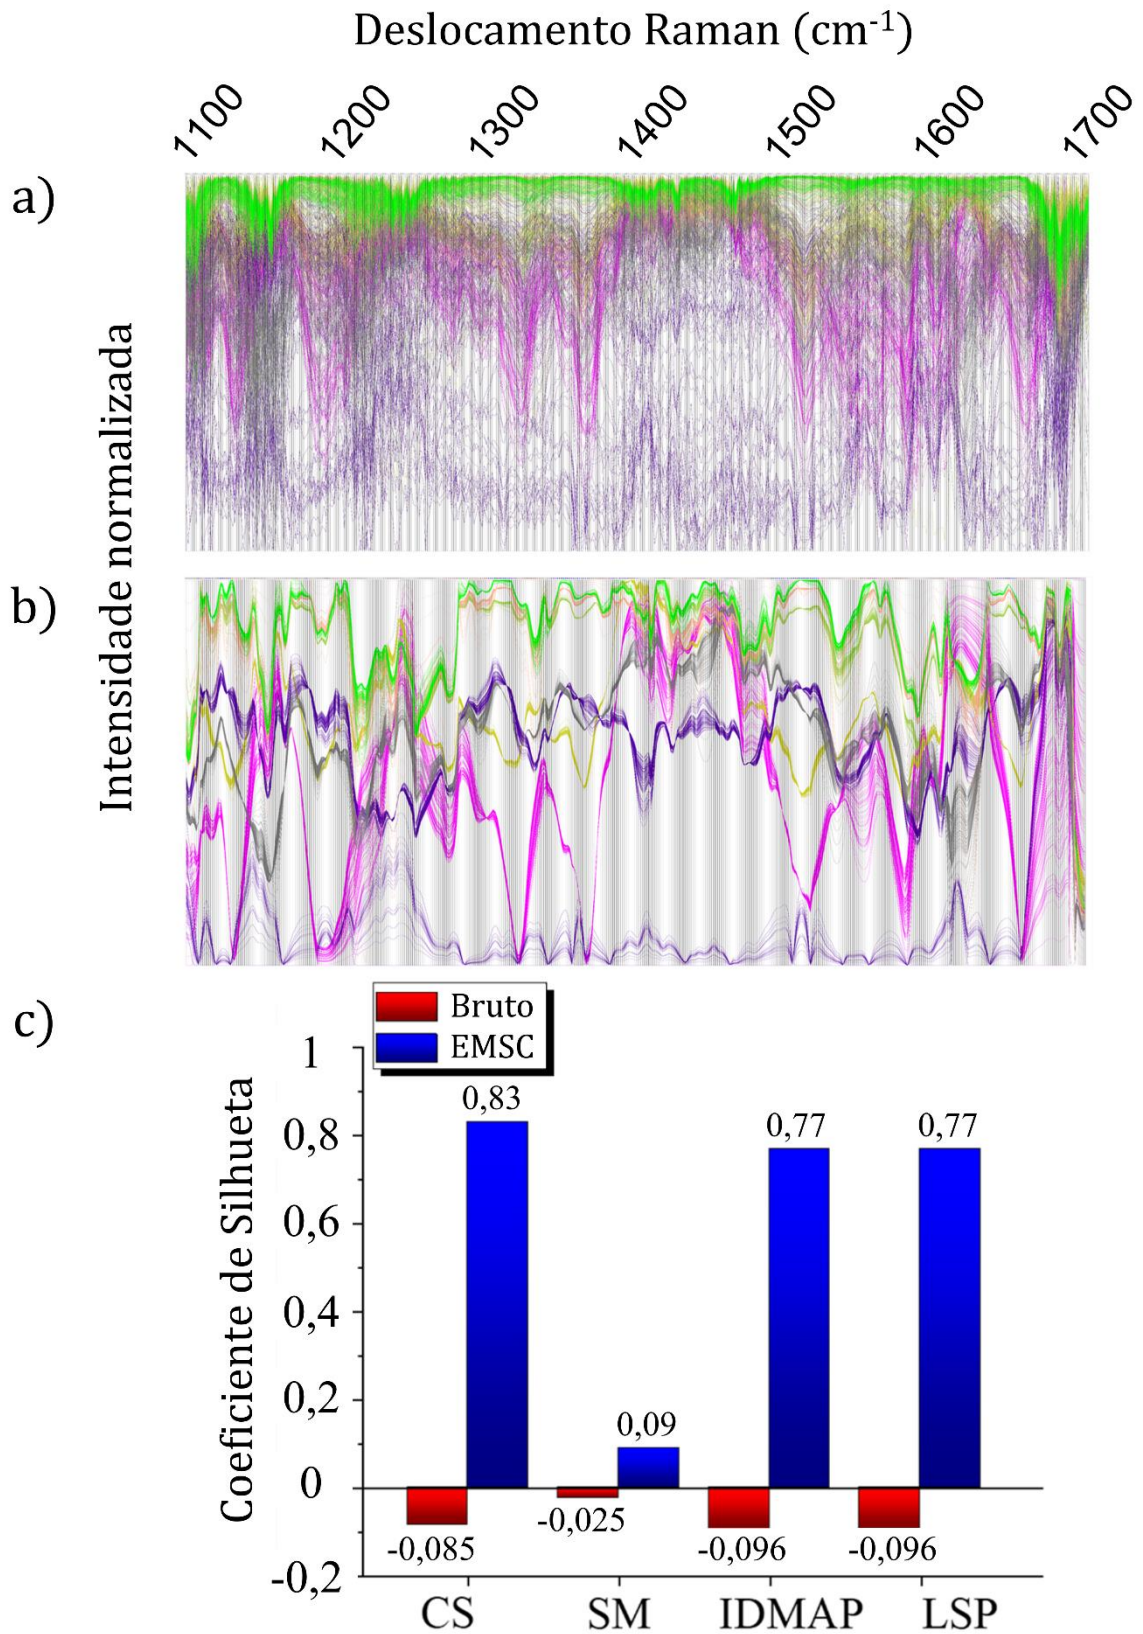 Deslocamento Raman (cm⁻¹)
1100 1200 1300 1400 1500 1600 1700
a)
Intensidade normalizada
b)
c)
Bruto
EMSC
Coeficiente de Silhueta
1
0,8
0,6
0,4
0,2
0
-0,2
0,83
0,09
0,77
0,77
-0,085
-0,025
-0,096
-0,096
CS SM IDMAP LSP